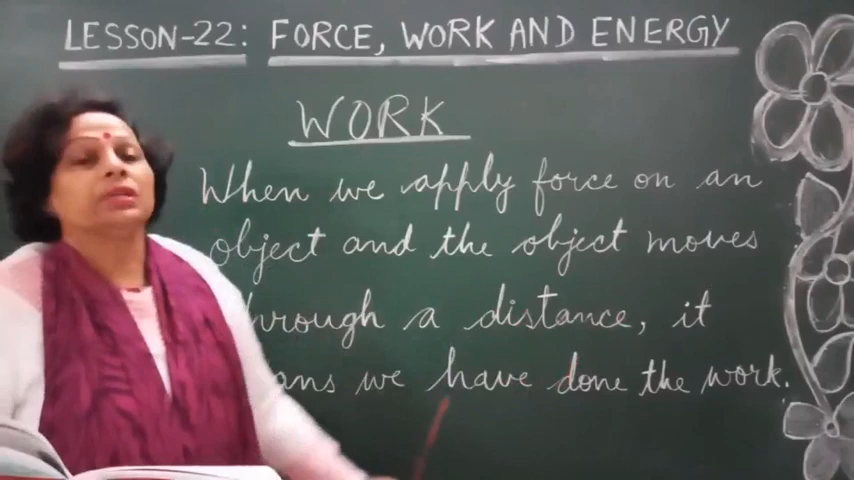 LESSON-22: FORCE, WORK AND ENERGY
WORK
When we apply force on an
object and the object moves
through a distance, it
we have done the work.